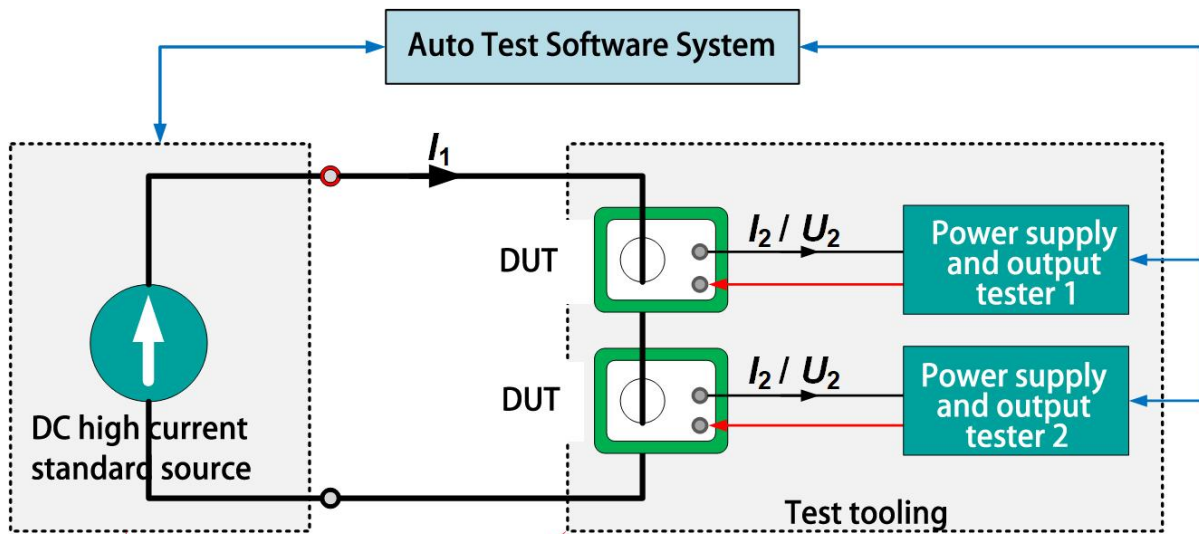 Auto Test Software System
I₁
DUT
I₂ / U₂
Power supply
and output
tester 1
DUT
I₂ / U₂
Power supply
and output
tester 2
DC high current
standard source
Test tooling